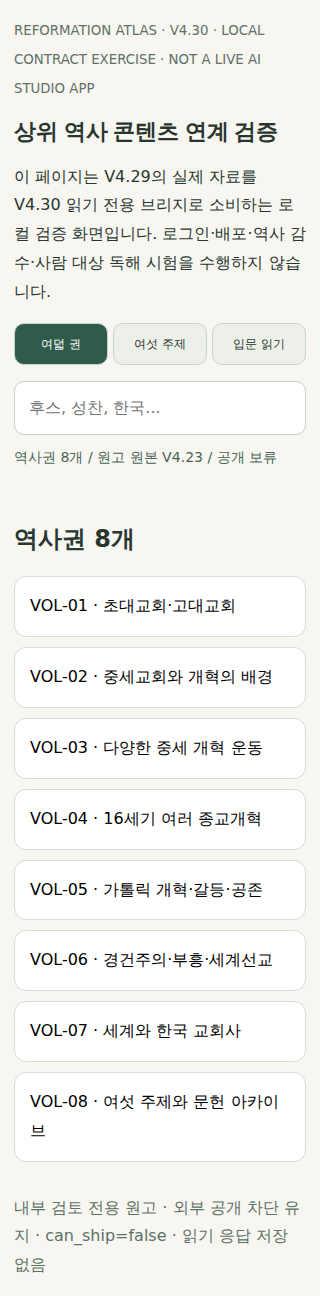 REFORMATION ATLAS · V4.30 · LOCAL
CONTRACT EXERCISE · NOT A LIVE AI
STUDIO APP
상위 역사 콘텐츠 연계 검증
이 페이지는 V4.29의 실제 자료를
V4.30 읽기 전용 브리지로 소비하는 로
컬 검증 화면입니다. 로그인·배포·역사 감
수·사람 대상 독해 시험을 수행하지 않습
니다.
여덟 권
여섯 주제
입문 읽기
후스, 성찬, 한국...
역사권 8개 / 원고 원본 V4.23 / 공개 보류
역사권 8개
VOL-01 · 초대교회·고대교회
VOL-02 · 중세교회와 개혁의 배경
VOL-03 · 다양한 중세 개혁 운동
VOL-04 · 16세기 여러 종교개혁
VOL-05 · 가톨릭 개혁·갈등·공존
VOL-06 · 경건주의·부흥·세계선교
VOL-07 · 세계와 한국 교회사
VOL-08 · 여섯 주제와 문헌 아카이
브
내부 검토 전용 원고 · 외부 공개 차단 유
지 · can_ship=false · 읽기 응답 저장
없음